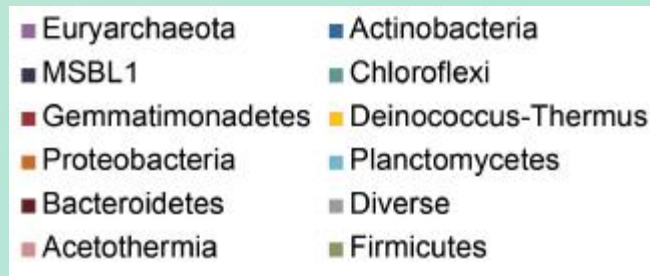 Euryarchaeota
MSBL1
Gemmatimonadetes
Proteobacteria
Bacteroidetes
Acetothermia
Actinobacteria
Chloroflexi
Deinococcus-Thermus
Planctomycetes
Diverse
Firmicutes